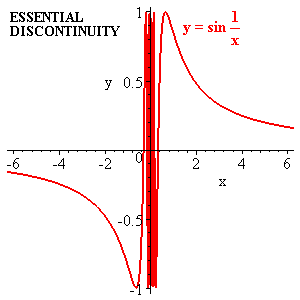 ESSENTIAL
DISCONTINUITY
y = sin 1/x
1
y
0.5
-6 -4 -2 0 2 4 6
x
-0.5
-1